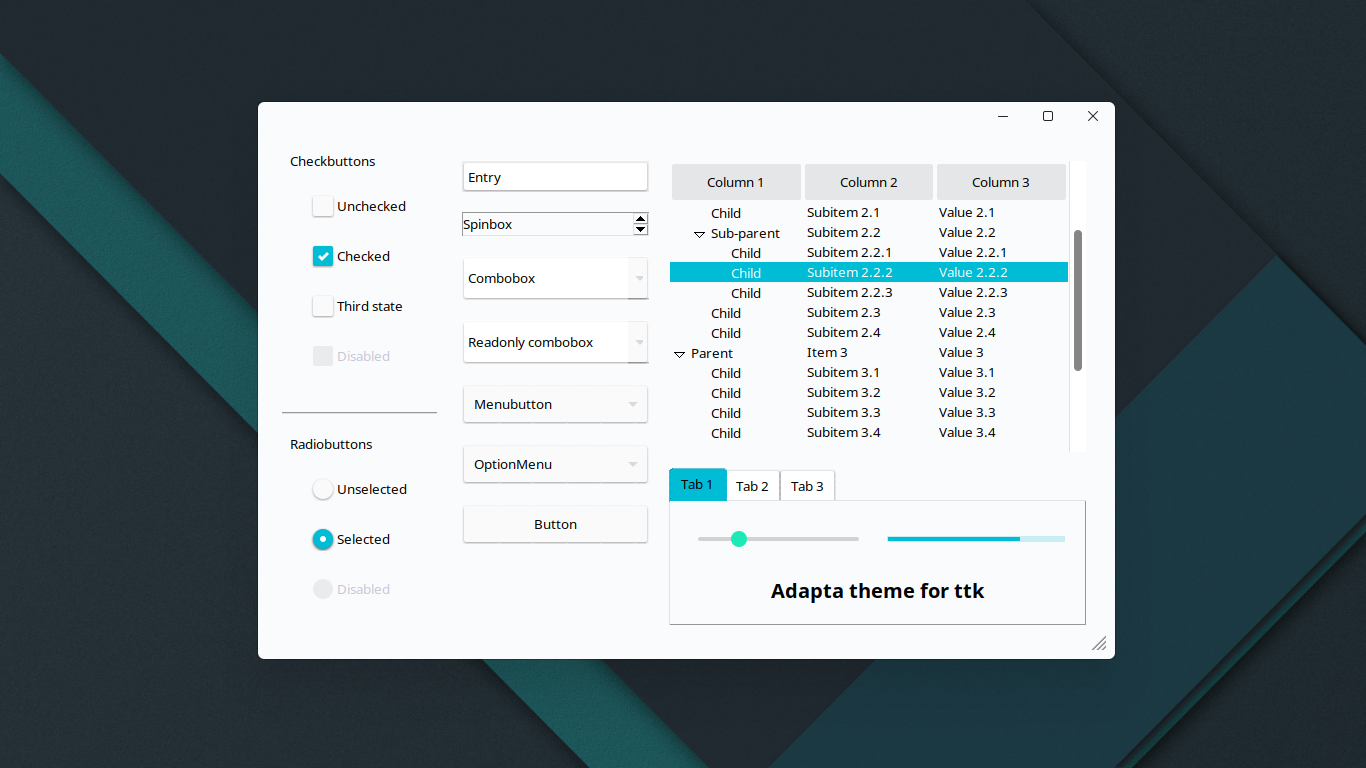 Checkbuttons
Unchecked
Checked
Third state
Disabled
Radiobuttons
Unselected
Selected
Disabled
Entry
Spinbox
Combobox
Readonly combobox
Menubutton
OptionMenu
Button
Column 1 Column 2 Column 3
Child Subitem 2.1 Value 2.1
Sub-parent Subitem 2.2 Value 2.2
Child Subitem 2.2.1 Value 2.2.1
Child Subitem 2.2.2 Value 2.2.2
Child Subitem 2.2.3 Value 2.2.3
Child Subitem 2.3 Value 2.3
Child Subitem 2.4 Value 2.4
Parent Item 3 Value 3
Child Subitem 3.1 Value 3.1
Child Subitem 3.2 Value 3.2
Child Subitem 3.3 Value 3.3
Child Subitem 3.4 Value 3.4
Tab 1 Tab 2 Tab 3
Adapta theme for ttk